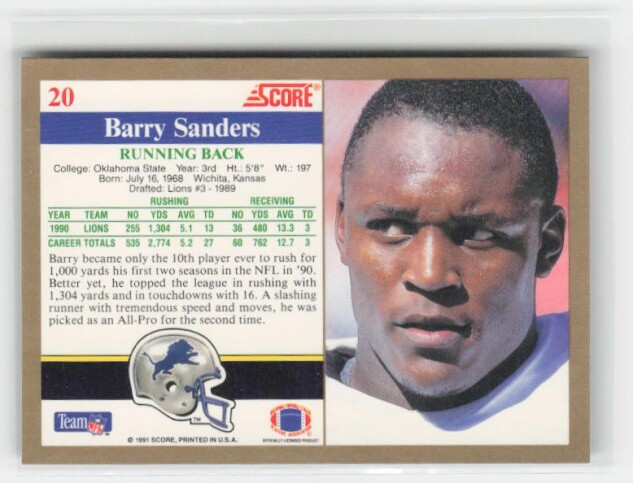 20
SCORE®
Barry Sanders
RUNNING BACK
College: Oklahoma State Year: 3rd Ht.: 5'8" Wt.: 197
Born: July 16, 1968 Wichita, Kansas
Drafted: Lions #3 - 1989
RUSHING RECEIVING
YEAR TEAM NO YDS AVG TD NO YDS AVG TD
1990 LIONS 255 1,304 5.1 13 36 480 13.3 3
CAREER TOTALS 535 2,774 5.2 27 60 762 12.7 3
Barry became only the 10th player ever to rush for
1,000 yards his first two seasons in the NFL in '90.
Better yet, he topped the league in rushing with
1,304 yards and in touchdowns with 16. A slashing
runner with tremendous speed and moves, he was
picked as an All-Pro for the second time.
TM
Team NFL
© 1991 SCORE, PRINTED IN U.S.A.
OFFICIALLY LICENSED PRODUCT